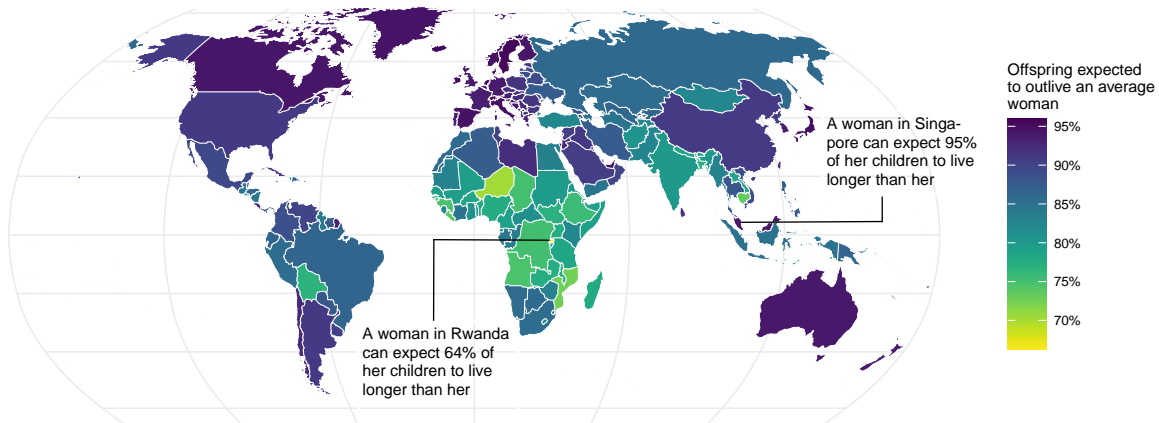 Offspring expected
to outlive an average
woman
95%
90%
85%
80%
75%
70%
A woman in Singa-
pore can expect 95%
of her children to live
longer than her
A woman in Rwanda
can expect 64% of
her children to live
longer than her